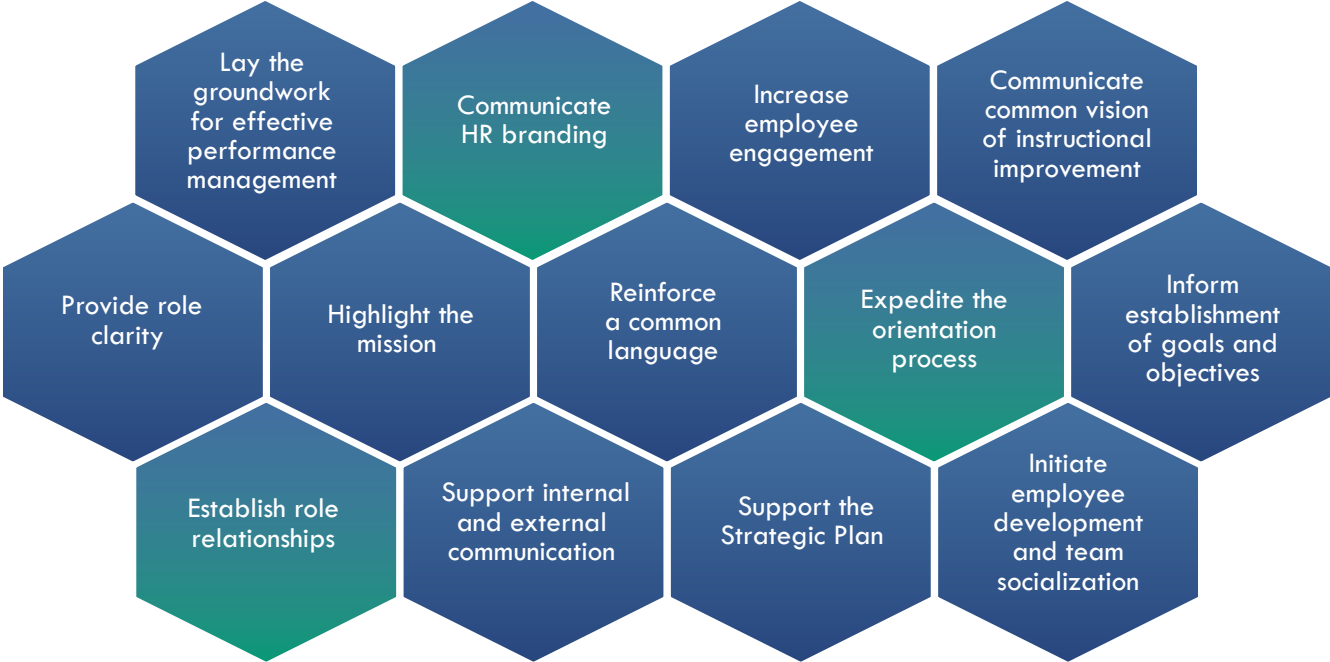 Lay the
groundwork
for effective
performance
management
Communicate
HR branding
Increase
employee
engagement
Communicate
common vision
of instructional
improvement
Provide role
clarity
Highlight the
mission
Reinforce
a common
language
Expedite the
orientation
process
Inform
establishment
of goals and
objectives
Establish role
relationships
Support internal
and external
communication
Support the
Strategic Plan
Initiate
employee
development
and team
socialization